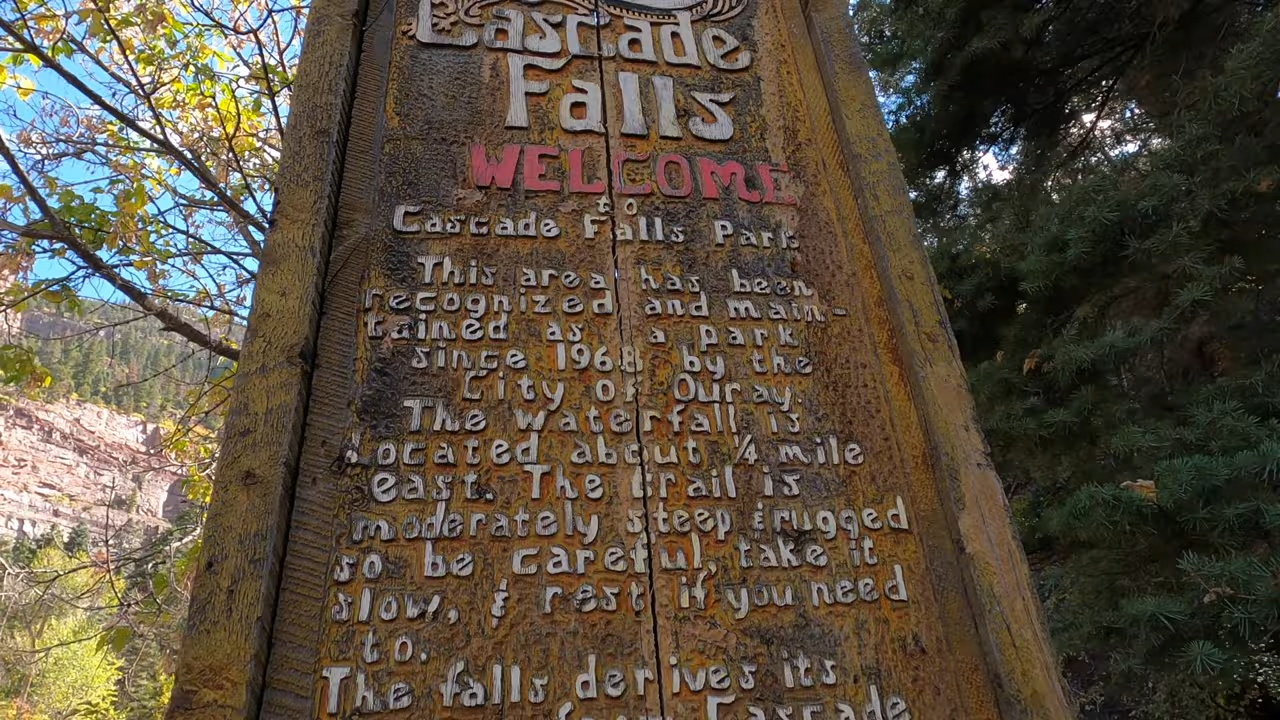 Cascade
Falls
WELCOME
to
Cascade Falls Park
This area has been
recognized and main-
tained as a park
since 1968 by the
City of Ouray.
The waterfall is
located about ¼ mile
east. The trail is
moderately steep & rugged
so be careful, take it
slow, & rest if you need
to.
The falls derives its
from Cascade